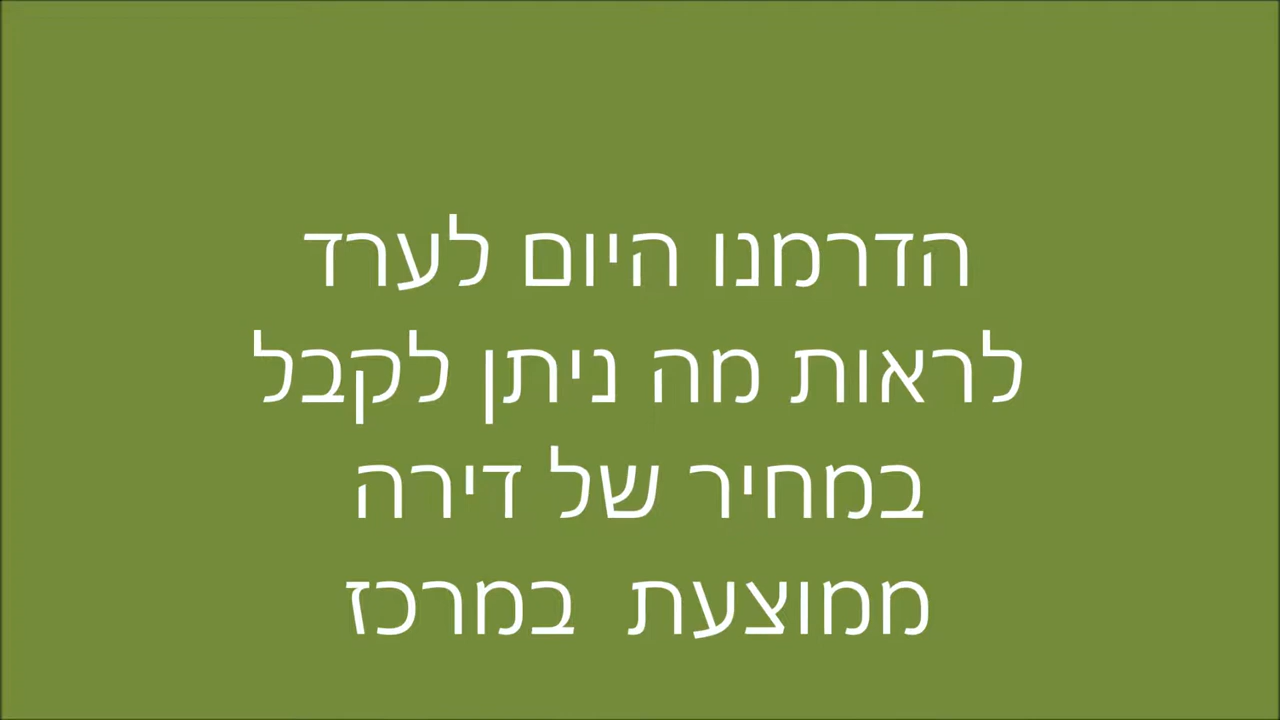 הדרמנו היום לערד
לראות מה ניתן לקבל
במחיר של דירה
ממוצעת  במרכז